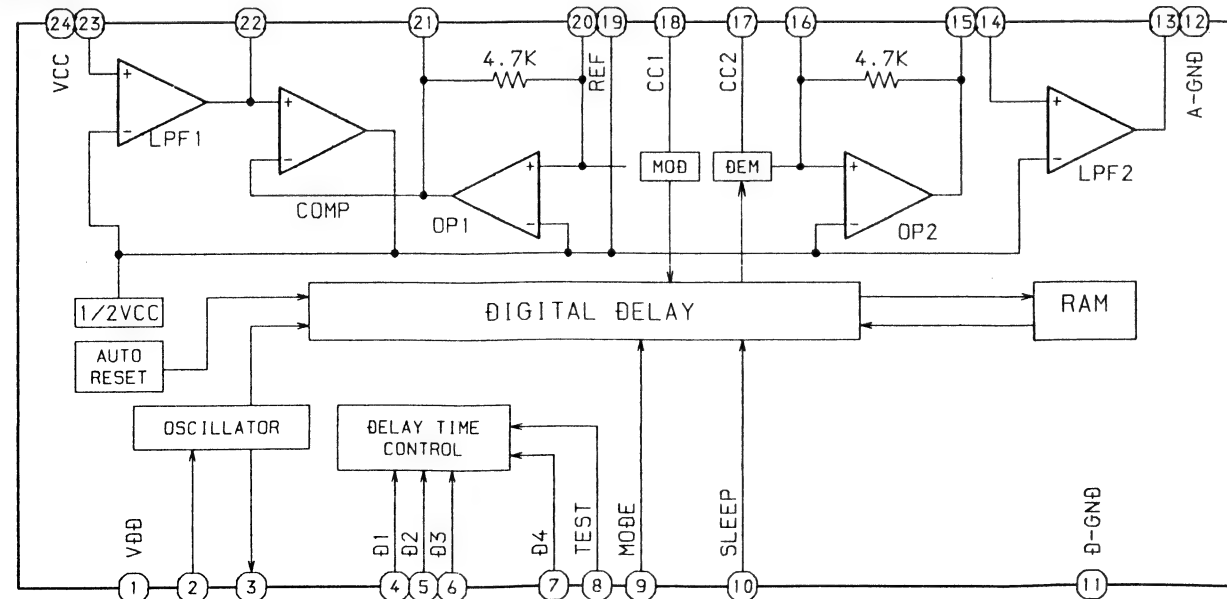 24 23 22 21 20 19 18 17 16 15 14 13 12
VCC
4.7K
REF
CC1
CC2
4.7K
A-GND
LPF1
COMP
OP1
MOD
DEM
OP2
LPF2
1/2VCC
DIGITAL DELAY
RAM
AUTO
RESET
OSCILLATOR
DELAY TIME
CONTROL
VDD
D1
D2
D3
D4
TEST
MODE
SLEEP
D-GND
1 2 3 4 5 6 7 8 9 10 11